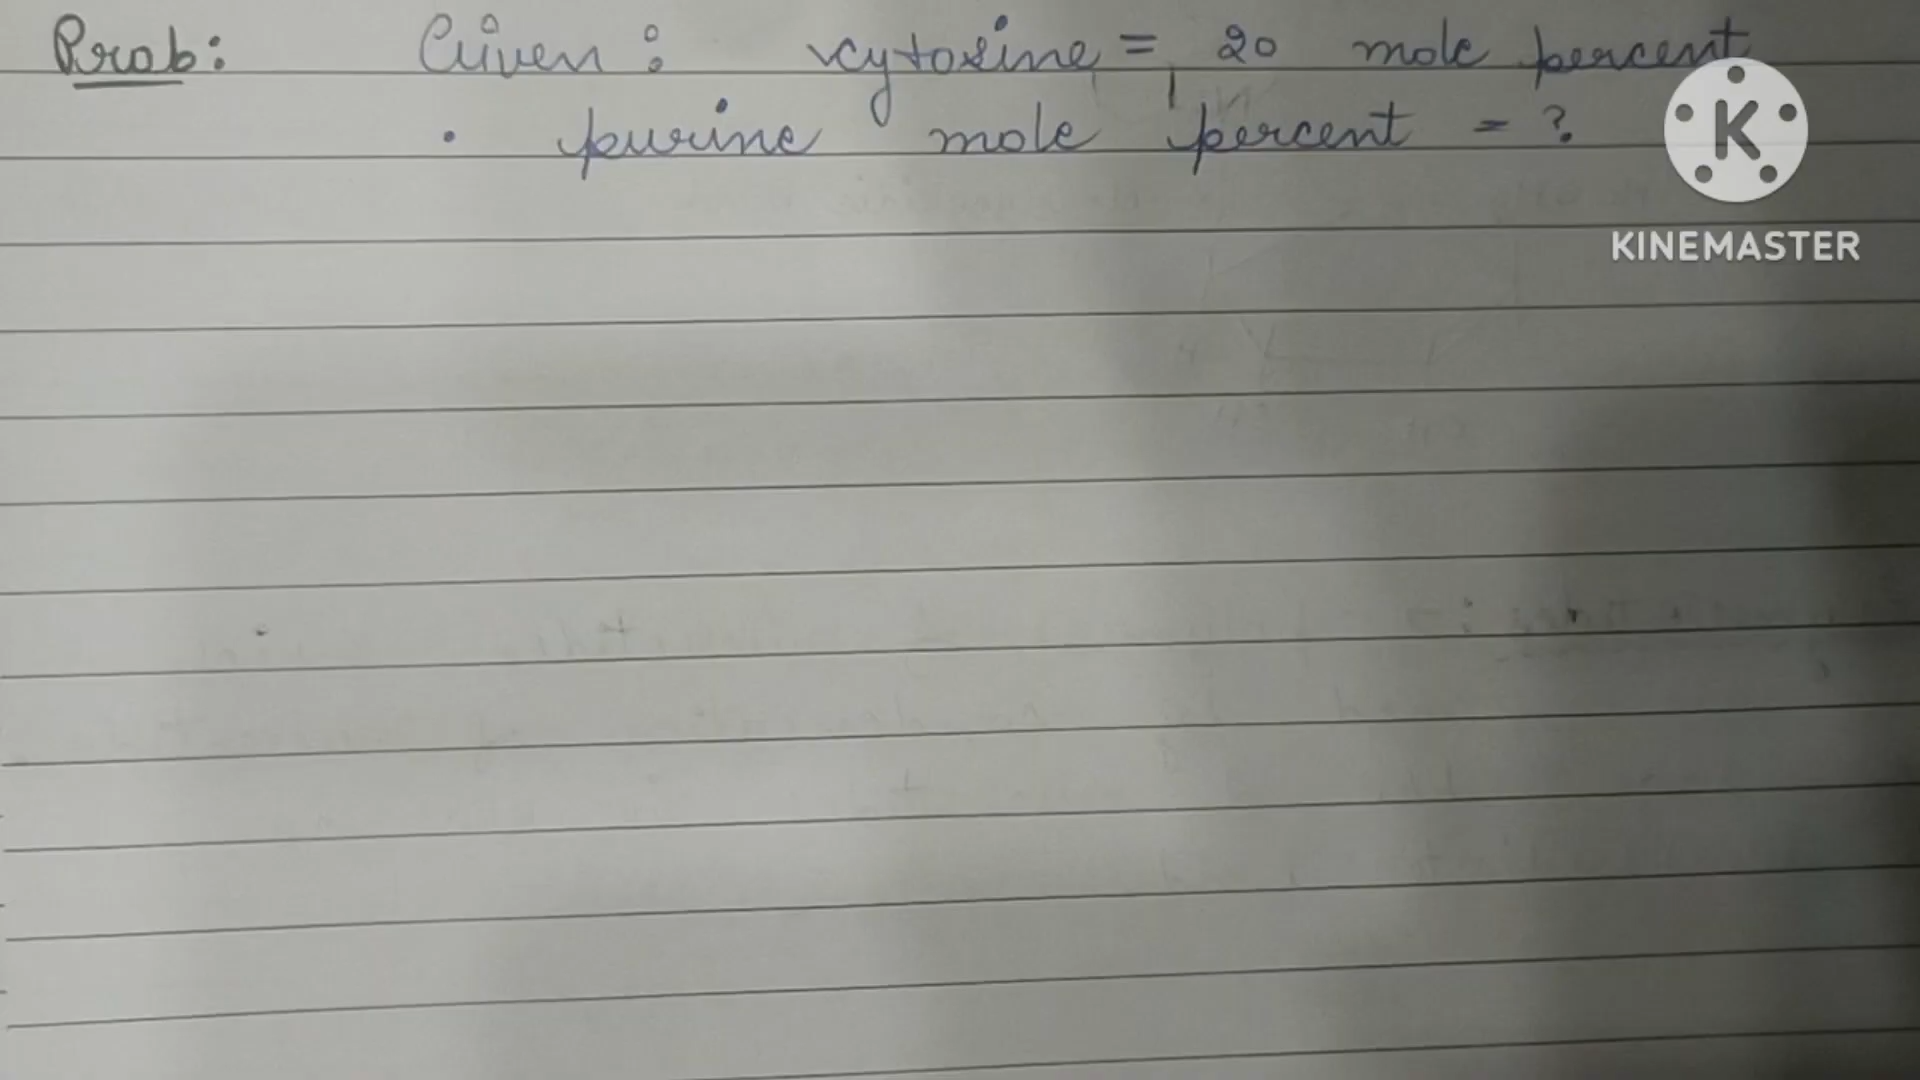 Prob: Given: cytosine = 20 mole percent
. purine mole percent = ?
K
KINEMASTER